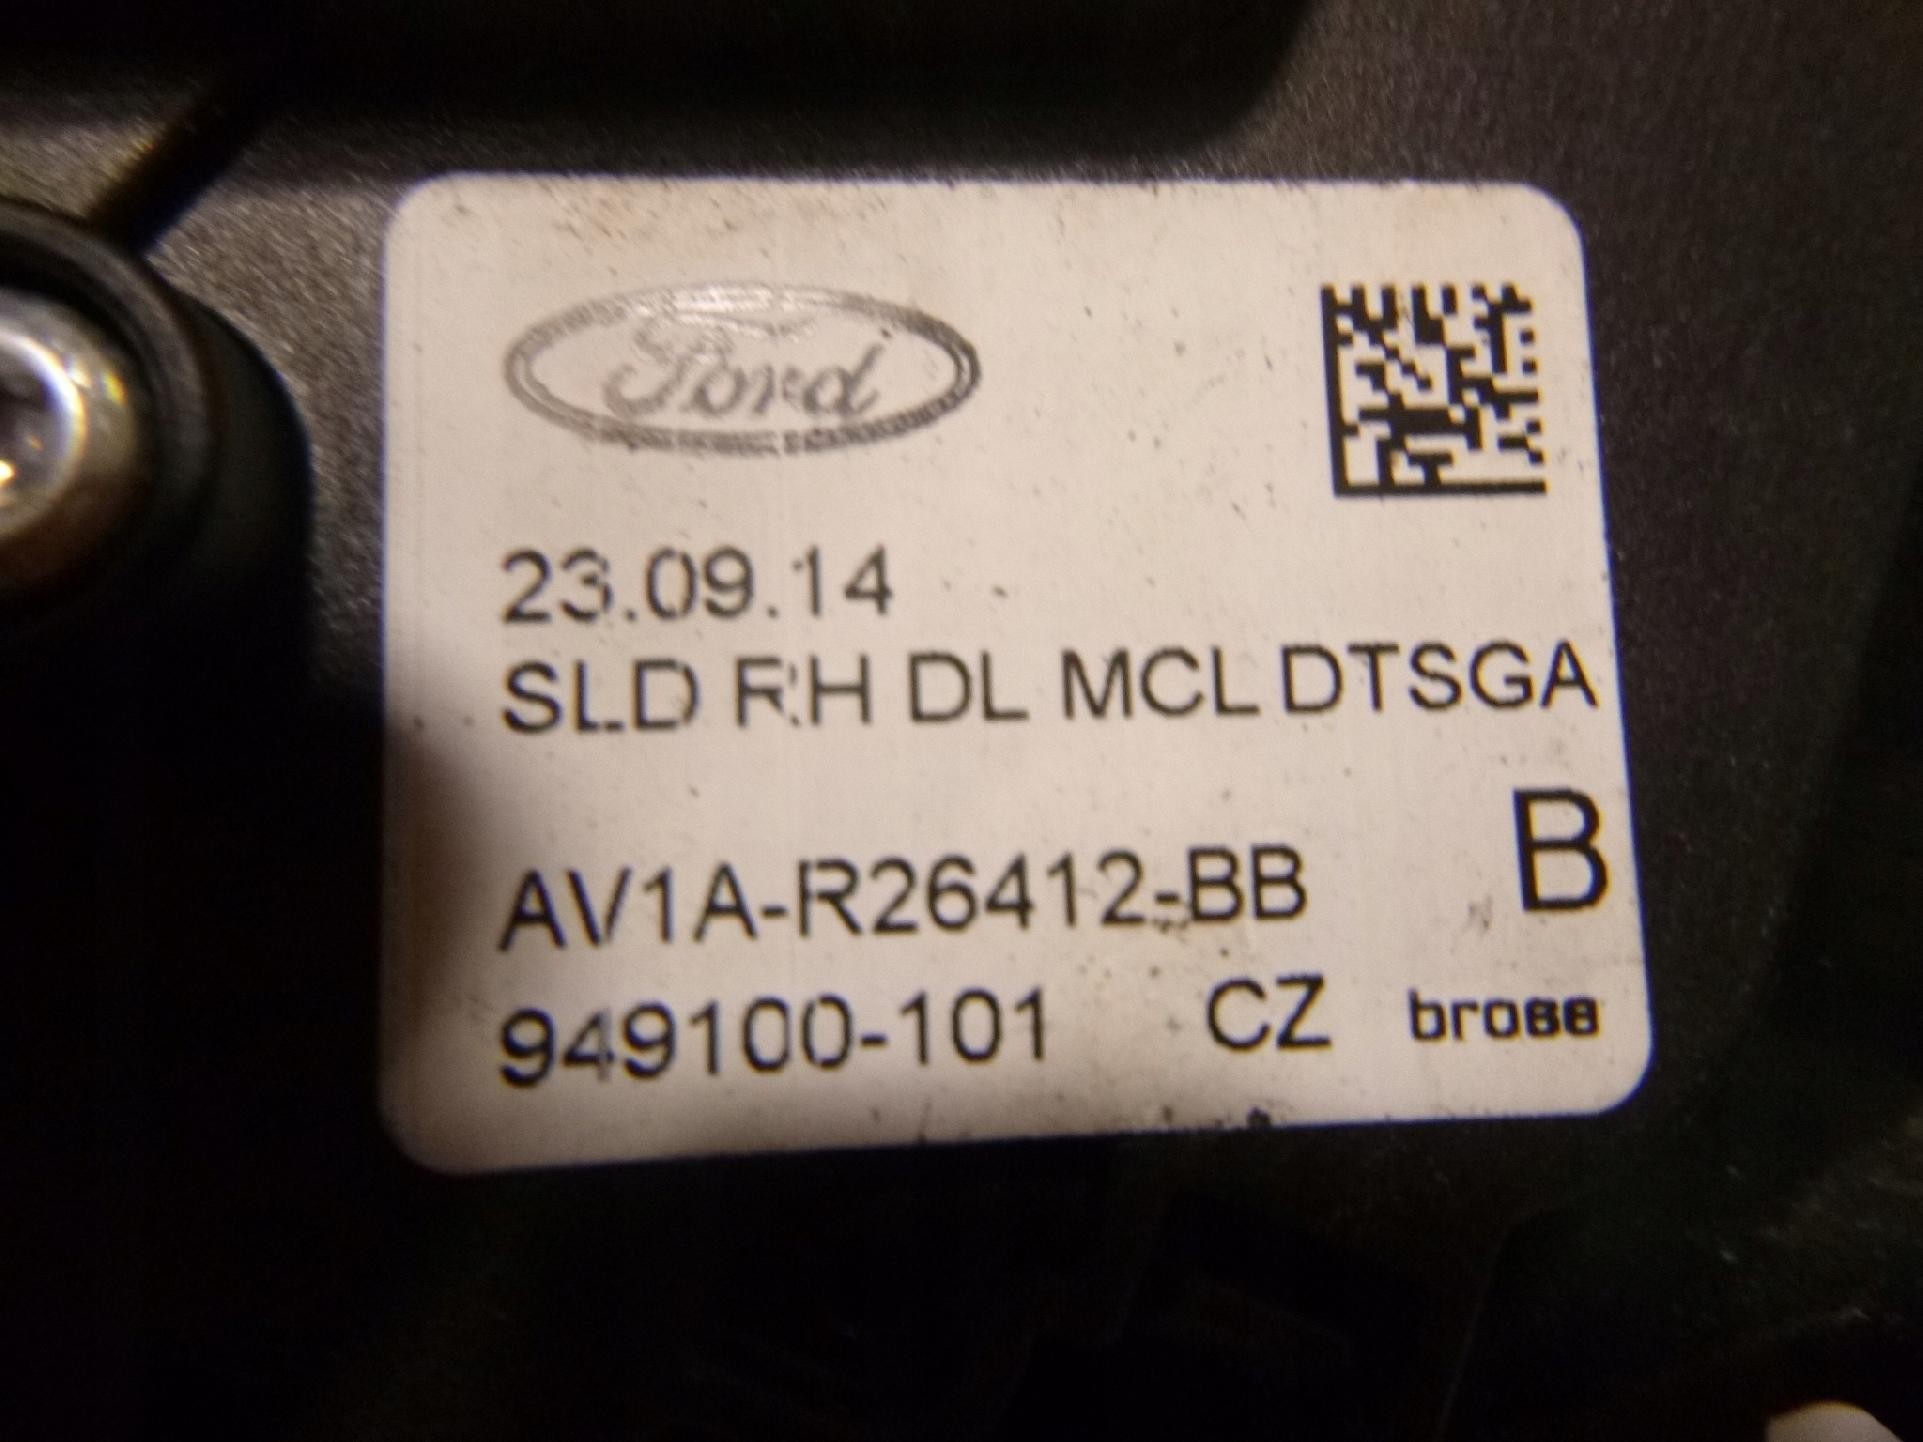 Ford
23.09.14
SLD RH DL MCL DTSGA
B
AV1A-R26412-BB
949100-101 CZ brose